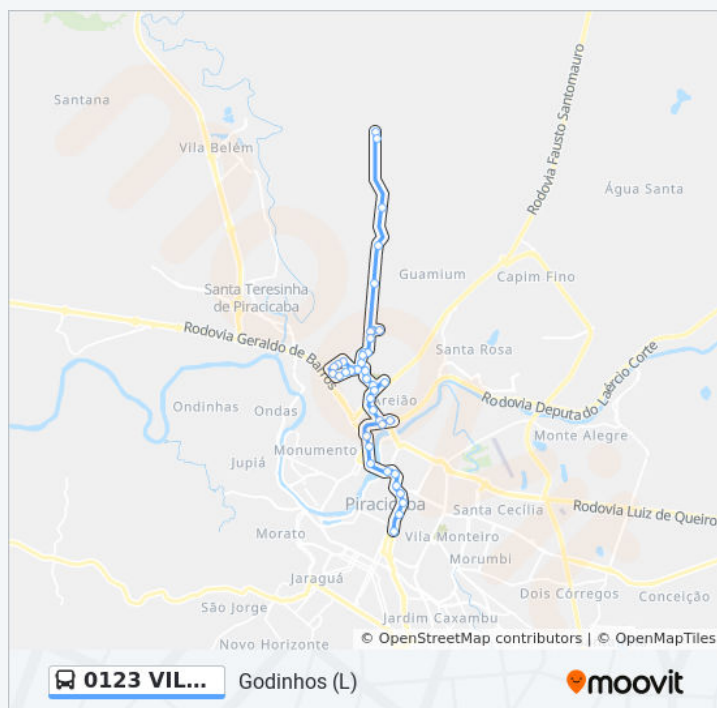 Santana
Vila Belém
Rodovia Fausto Santomauro
Água Santa
Guamium
Capim Fino
Santa Teresinha
de Piracicaba
Rodovia Geraldo de Barros
Santa Rosa
Rodovia Deputado Laércio Corte
Areião
Ondinhas
Ondas
Monte Alegre
Monumento
Jupiá
Piracicaba
Santa Cecília
Rodovia Luiz de Queiro
Morato
Vila Monteiro
Morumbi
Jaraguá
Dois Córregos
Conceição
São Jorge
Jardim Caxambu
Novo Horizonte
© OpenStreetMap contributors | © OpenMapTiles
0123 VIL...
Godinhos (L)
moovit